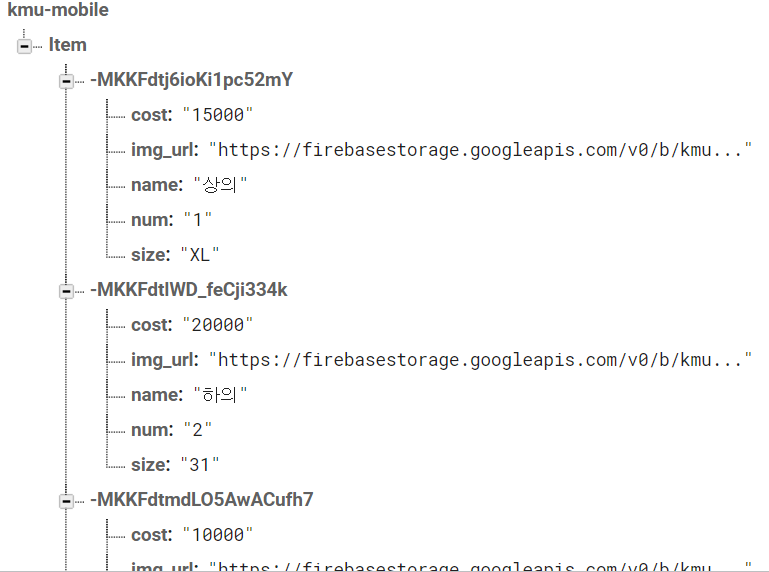 kmu-mobile
Item
-MKKFdtj6ioKi1pc52mY
cost: "15000"
img_url: "https://firebasestorage.googleapis.com/v0/b/kmu..."
name: "상의"
num: "1"
size: "XL"
-MKKFdtlWD_feCji334k
cost: "20000"
img_url: "https://firebasestorage.googleapis.com/v0/b/kmu..."
name: "하의"
num: "2"
size: "31"
-MKKFdtmdLO5AwACufh7
cost: "10000"
img_url: "https://firebasestorage.googleapis.com/v0/b/kmu..."